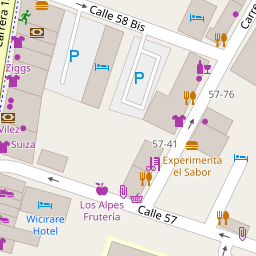 Calle 58 Bis
Carrera 1
Carre
P
Ziggs
P
57-76
Vilez
Suiza
57-41
Experimenta
el Sabor
Los Alpes
Frutería
Wicirare
Hotel
Calle 57